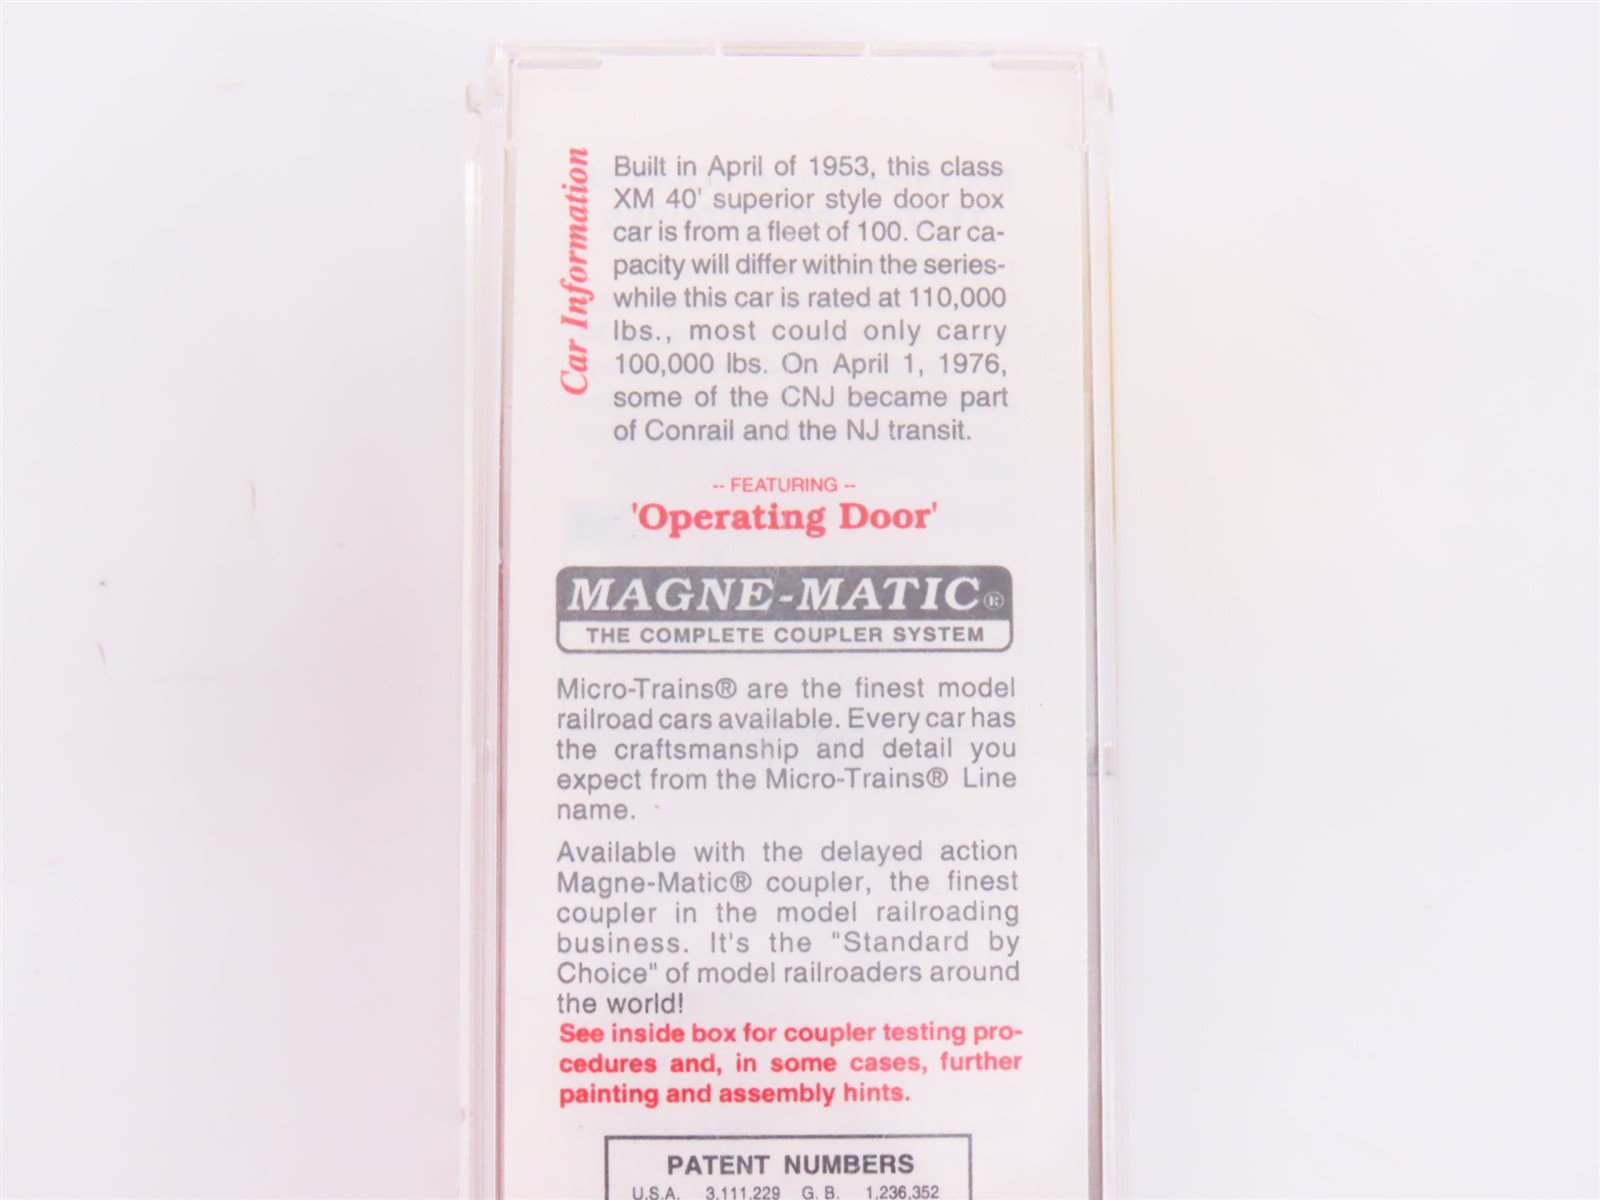 Car Information
Built in April of 1953, this class
XM 40' superior style door box
car is from a fleet of 100. Car ca-
pacity will differ within the series-
while this car is rated at 110,000
lbs., most could only carry
100,000 lbs. On April 1, 1976,
some of the CNJ became part
of Conrail and the NJ transit.
-- FEATURING --
'Operating Door'
MAGNE-MATIC®
THE COMPLETE COUPLER SYSTEM
Micro-Trains® are the finest model
railroad cars available. Every car has
the craftsmanship and detail you
expect from the Micro-Trains® Line
name.
Available with the delayed action
Magne-Matic® coupler, the finest
coupler in the model railroading
business. It's the "Standard by
Choice" of model railroaders around
the world!
See inside box for coupler testing pro-
cedures and, in some cases, further
painting and assembly hints.
PATENT NUMBERS
U.S.A. 3,111,229 G.B. 1,236,352